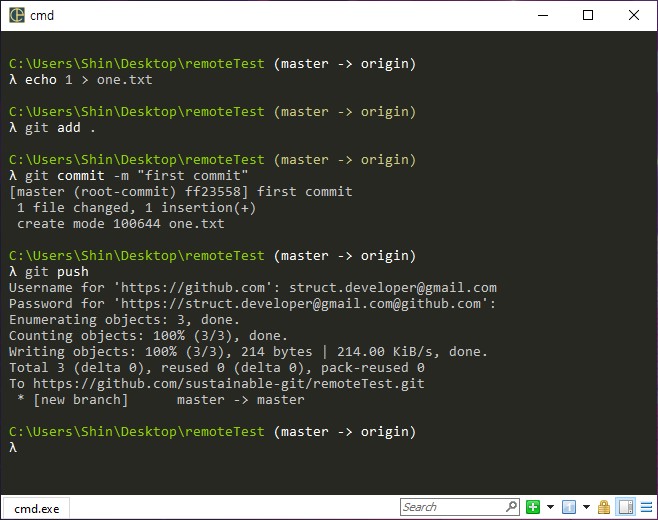 cmd
C:\Users\Shin\Desktop\remoteTest (master -> origin)
λ echo 1 > one.txt
C:\Users\Shin\Desktop\remoteTest (master -> origin)
λ git add .
C:\Users\Shin\Desktop\remoteTest (master -> origin)
λ git commit -m "first commit"
[master (root-commit) ff23558] first commit
 1 file changed, 1 insertion(+)
 create mode 100644 one.txt
C:\Users\Shin\Desktop\remoteTest (master -> origin)
λ git push
Username for 'https://github.com': struct.developer@gmail.com
Password for 'https://struct.developer@gmail.com@github.com':
Enumerating objects: 3, done.
Counting objects: 100% (3/3), done.
Writing objects: 100% (3/3), 214 bytes | 214.00 KiB/s, done.
Total 3 (delta 0), reused 0 (delta 0), pack-reused 0
To https://github.com/sustainable-git/remoteTest.git
 * [new branch]      master -> master
C:\Users\Shin\Desktop\remoteTest (master -> origin)
λ
cmd.exe
Search